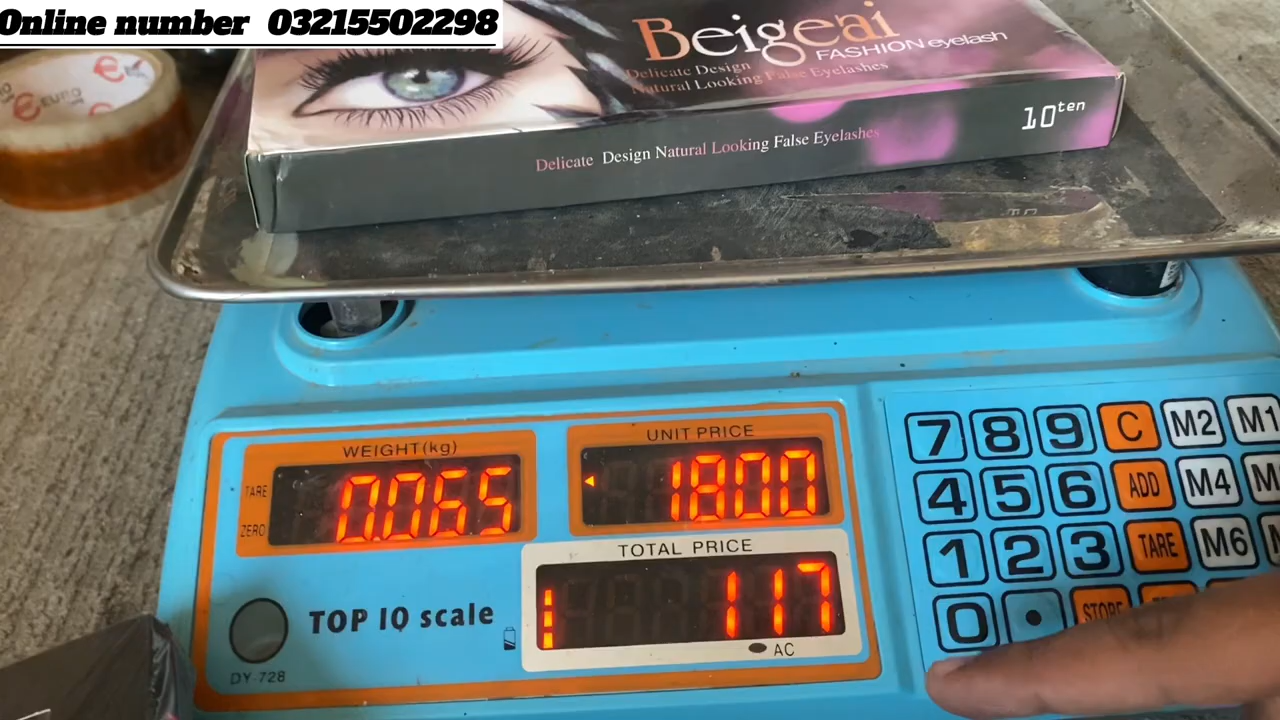 Online number 03215502298
Beigeai
FASHION eyelash
Delicate Design
Natural Looking False Eyelashes
Delicate Design Natural Looking False Eyelashes
10ten
EURO
WEIGHT(kg)
UNIT PRICE
TARE
ZERO
0.065
1800
TOTAL PRICE
117
AC
TOP IQ scale
DY-728
7 8 9 C M2 M1
4 5 6 ADD M4
1 2 3 TARE M6
0 . STORE